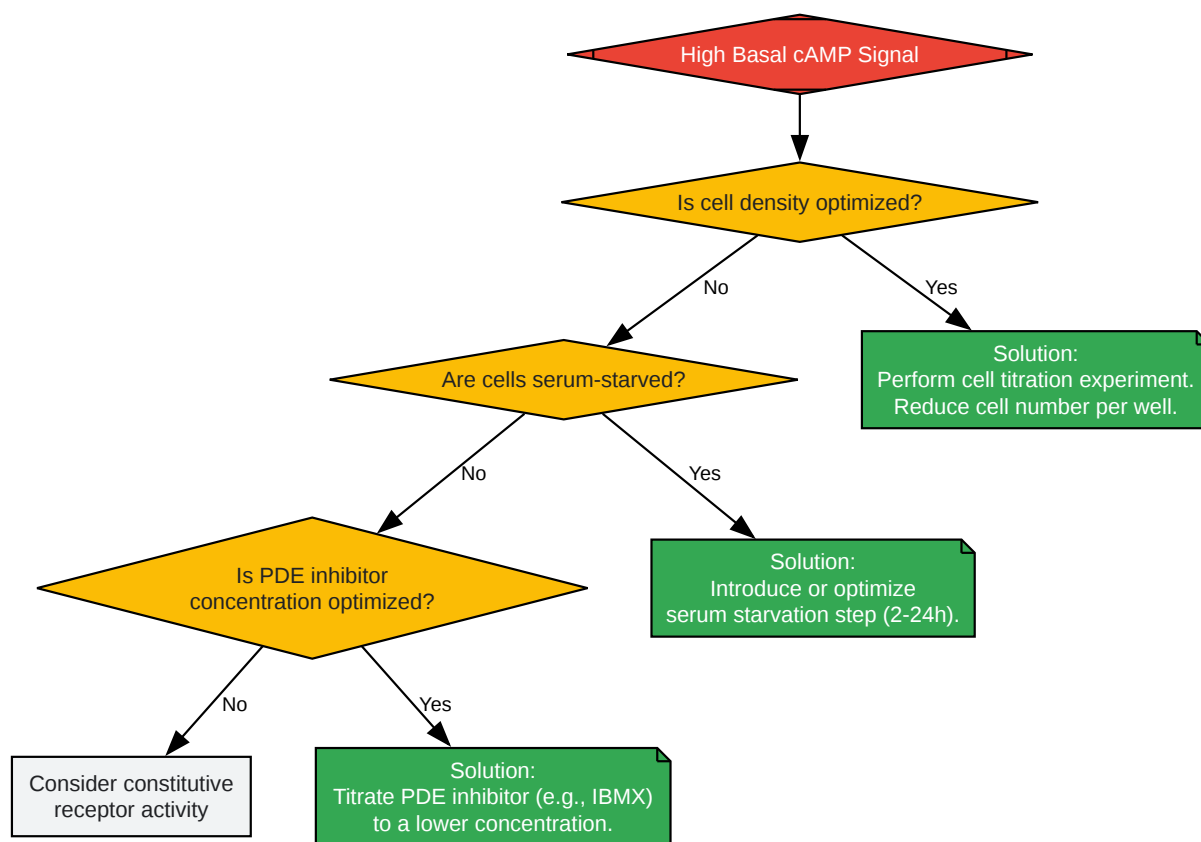 High Basal cAMP Signal
Is cell density optimized?
No
Yes
Solution:
Perform cell titration experiment.
Reduce cell number per well.
Are cells serum-starved?
No
Yes
Solution:
Introduce or optimize
serum starvation step (2-24h).
Is PDE inhibitor
concentration optimized?
No
Yes
Consider constitutive
receptor activity
Solution:
Titrate PDE inhibitor (e.g., IBMX)
to a lower concentration.